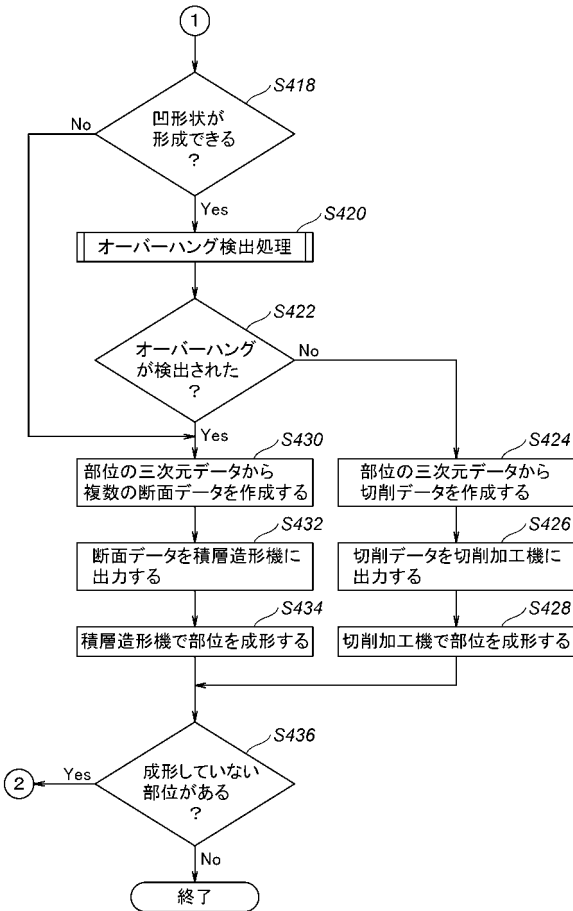 1
S418
凹形状が
形成できる
?
No
Yes
S420
オーバーハング検出処理
S422
オーバーハング
が検出された
?
No
Yes
S430
部位の三次元データから
複数の断面データを作成する
S424
部位の三次元データから
切削データを作成する
S432
断面データを積層造形機に
出力する
S426
切削データを切削加工機に
出力する
S434
積層造形機で部位を成形する
S428
切削加工機で部位を成形する
S436
成形していない
部位がある
?
Yes
2
No
終了